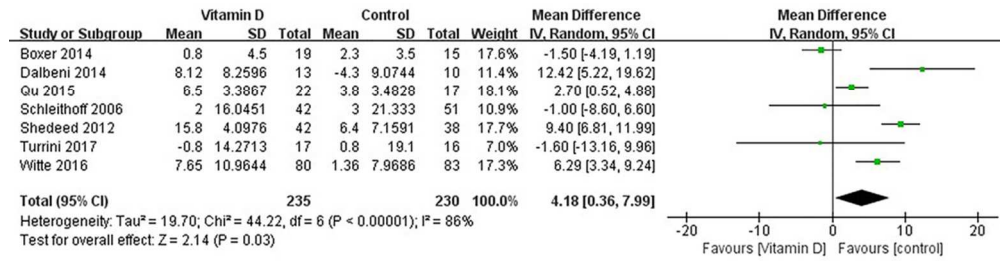 Vitamin D Control Mean Difference Mean Difference
Study or Subgroup Mean SD Total Mean SD Total Weight IV, Random, 95% CI IV, Random, 95% CI
Boxer 2014 0.8 4.5 19 2.3 3.5 15 17.6% -1.50 [-4.19, 1.19]
Dalbeni 2014 8.12 8.2596 13 -4.3 9.0744 10 11.4% 12.42 [5.22, 19.62]
Qu 2015 6.5 3.3867 22 3.8 3.4828 17 18.1% 2.70 [0.52, 4.88]
Schleithoff 2006 2 16.0451 42 3 21.333 51 10.9% -1.00 [-8.60, 6.60]
Shedeed 2012 15.8 4.0976 42 6.4 7.1591 38 17.7% 9.40 [6.81, 11.99]
Turrini 2017 -0.8 14.2713 17 0.8 19.1 16 7.0% -1.60 [-13.16, 9.96]
Witte 2016 7.65 10.9644 80 1.36 7.9686 83 17.3% 6.29 [3.34, 9.24]
Total (95% CI) 235 230 100.0% 4.18 [0.36, 7.99]
Heterogeneity: Tau² = 19.70; Chi² = 44.22, df = 6 (P < 0.00001); I² = 86%
Test for overall effect: Z = 2.14 (P = 0.03)
-20 -10 0 10 20
Favours [Vitamin D] Favours [control]